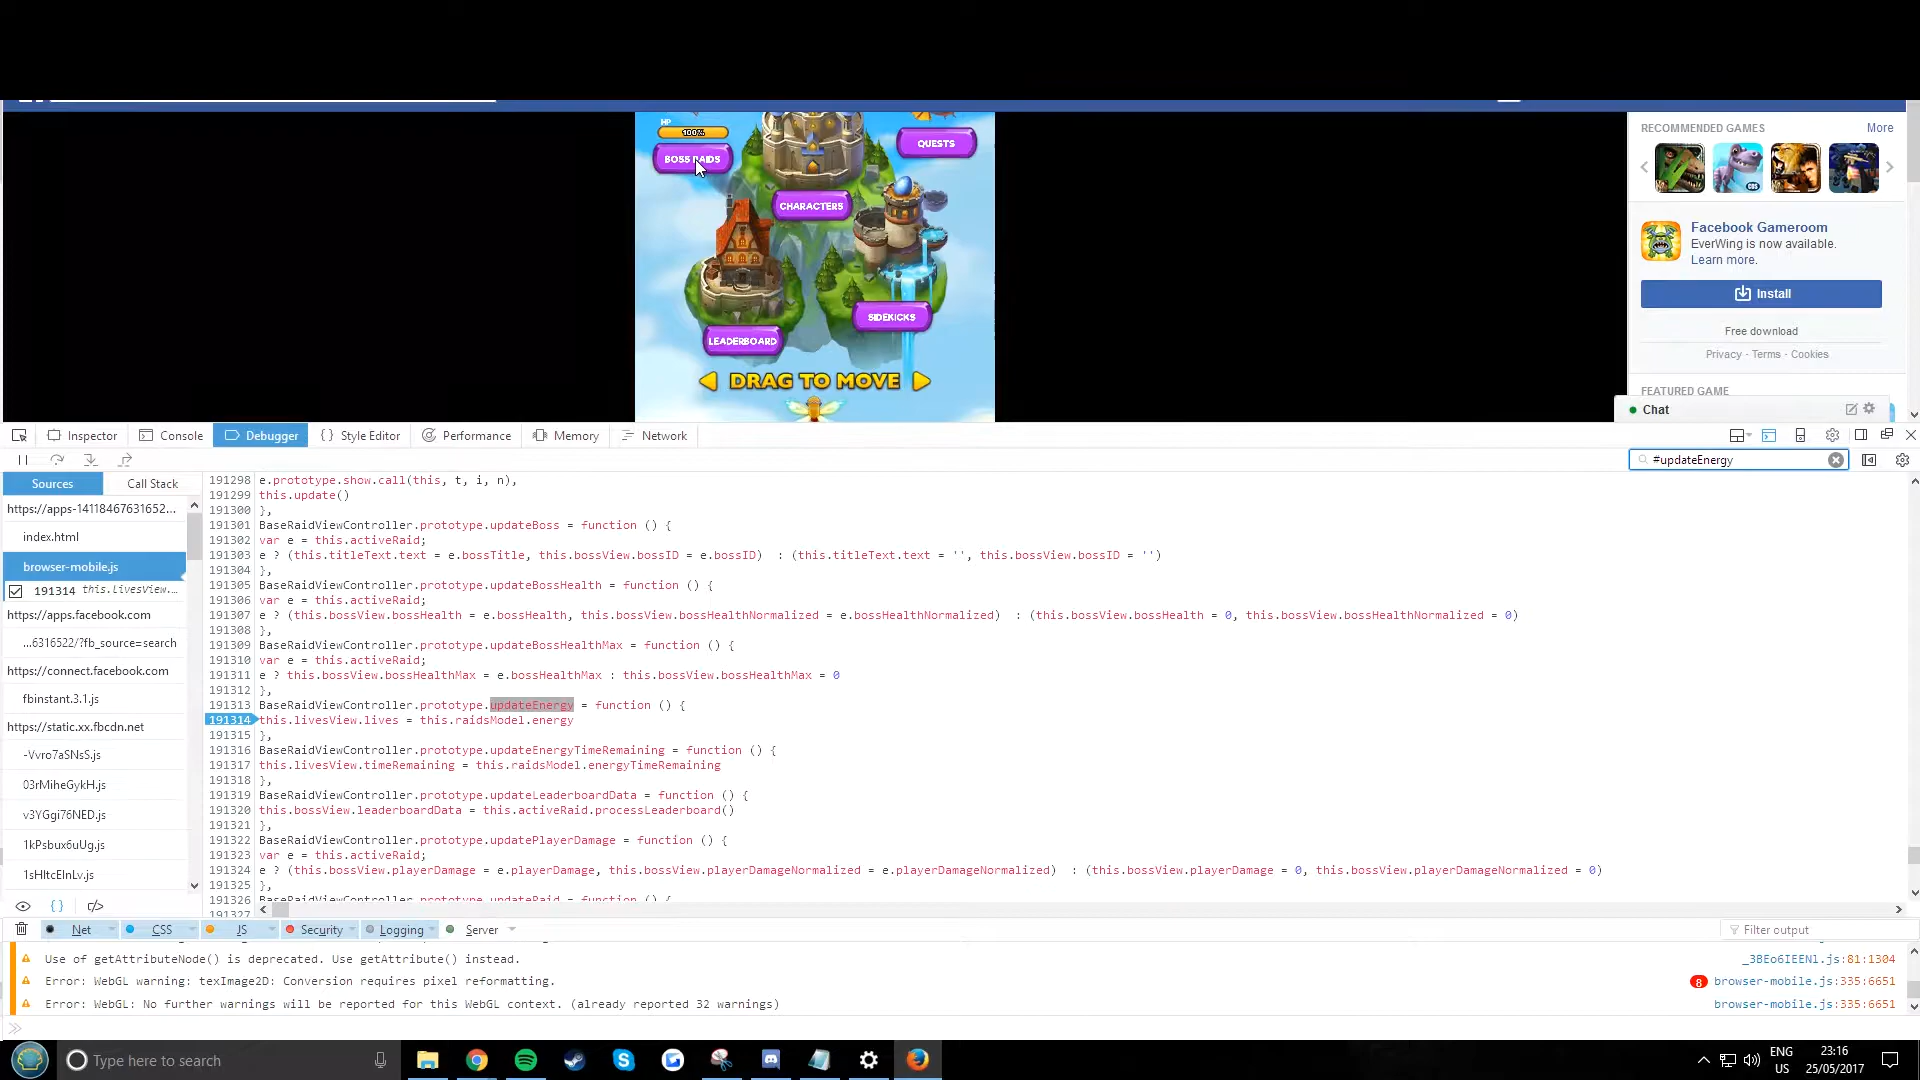 HP
100%
BOSS RAIDS
QUESTS
CHARACTERS
SIDEKICKS
LEADERBOARD
DRAG TO MOVE
RECOMMENDED GAMES
More
Facebook Gameroom
EverWing is now available.
Learn more.
Install
Free download
Privacy - Terms - Cookies
FEATURED GAME
Chat
Inspector Console Debugger Style Editor Performance Memory Network
#updateEnergy
Sources Call Stack
https://apps-14118467631652...
index.html
browser-mobile.js
191314 this.livesView....
https://apps.facebook.com
...6316522/?fb_source=search
https://connect.facebook.com
fbinstant.3.1.js
https://static.xx.fbcdn.net
-Vvro7aSNsS.js
03rMiheGykH.js
v3YGgi76NED.js
1kPsbux6uUg.js
1sHItcEInLv.js
191298 e.prototype.show.call(this, t, i, n),
191299 this.update()
191300 },
191301 BaseRaidViewController.prototype.updateBoss = function () {
191302 var e = this.activeRaid;
191303 e ? (this.titleText.text = e.bossTitle, this.bossView.bossID = e.bossID) : (this.titleText.text = '', this.bossView.bossID = '')
191304 },
191305 BaseRaidViewController.prototype.updateBossHealth = function () {
191306 var e = this.activeRaid;
191307 e ? (this.bossView.bossHealth = e.bossHealth, this.bossView.bossHealthNormalized = e.bossHealthNormalized) : (this.bossView.bossHealth = 0, this.bossView.bossHealthNormalized = 0)
191308 },
191309 BaseRaidViewController.prototype.updateBossHealthMax = function () {
191310 var e = this.activeRaid;
191311 e ? this.bossView.bossHealthMax = e.bossHealthMax : this.bossView.bossHealthMax = 0
191312 },
191313 BaseRaidViewController.prototype.updateEnergy = function () {
191314 this.livesView.lives = this.raidsModel.energy
191315 },
191316 BaseRaidViewController.prototype.updateEnergyTimeRemaining = function () {
191317 this.livesView.timeRemaining = this.raidsModel.energyTimeRemaining
191318 },
191319 BaseRaidViewController.prototype.updateLeaderboardData = function () {
191320 this.bossView.leaderboardData = this.activeRaid.processLeaderboard()
191321 },
191322 BaseRaidViewController.prototype.updatePlayerDamage = function () {
191323 var e = this.activeRaid;
191324 e ? (this.bossView.playerDamage = e.playerDamage, this.bossView.playerDamageNormalized = e.playerDamageNormalized) : (this.bossView.playerDamage = 0, this.bossView.playerDamageNormalized = 0)
191325 },
191326 BaseRaidViewController.prototype.updateRaid = function () {
191327
Net CSS JS Security Logging Server
Filter output
Use of getAttributeNode() is deprecated. Use getAttribute() instead. _3BEo6IEENl.js:81:1304
Error: WebGL warning: texImage2D: Conversion requires pixel reformatting. 8 browser-mobile.js:335:6651
Error: WebGL: No further warnings will be reported for this WebGL context. (already reported 32 warnings) browser-mobile.js:335:6651
Type here to search
ENG
US
23:16
25/05/2017